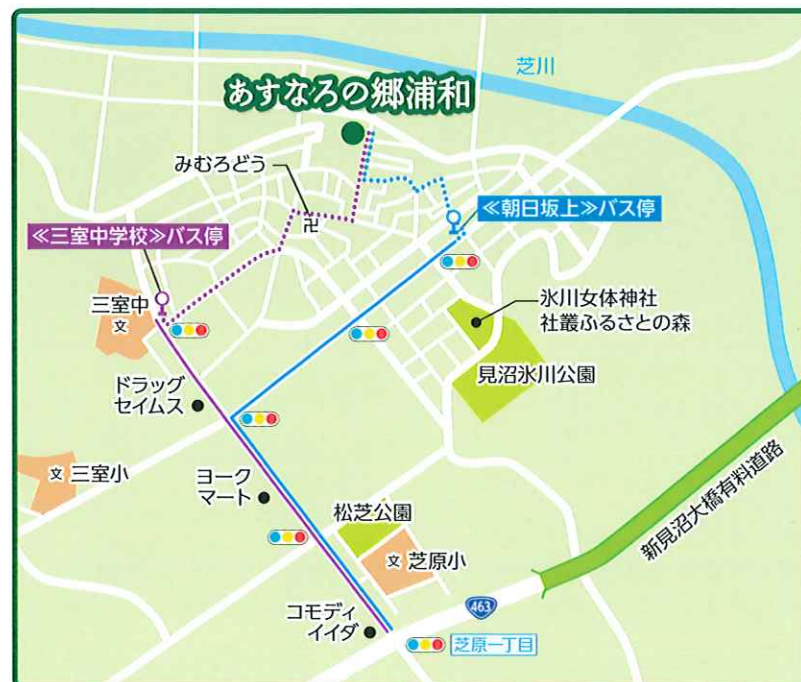 芝川
あすなろの郷浦和
みむろどう
卍
≪朝日坂上≫バス停
≪三室中学校≫バス停
三室中
文
氷川女体神社
社叢ふるさとの森
見沼氷川公園
ドラッグ
セイムス
文 三室小
ヨーク
マート
松芝公園
文 芝原小
新見沼大橋有料道路
463
コモディ
イイダ
芝原一丁目